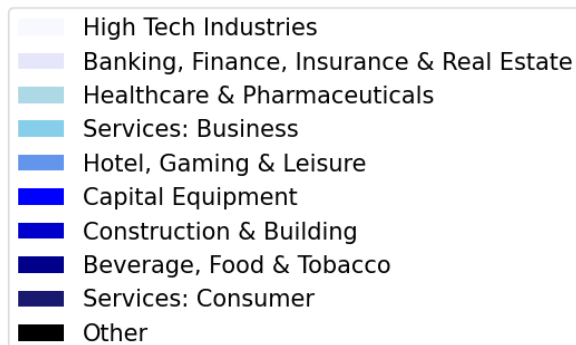 High Tech Industries
Banking, Finance, Insurance & Real Estate
Healthcare & Pharmaceuticals
Services: Business
Hotel, Gaming & Leisure
Capital Equipment
Construction & Building
Beverage, Food & Tobacco
Services: Consumer
Other